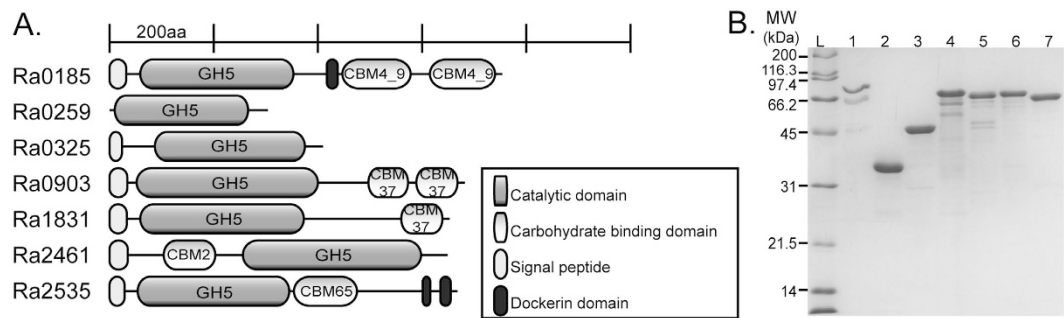 A.
200aa
Ra0185 GH5 CBM4_9 CBM4_9
Ra0259 GH5
Ra0325 GH5
Ra0903 GH5 CBM 37 CBM 37
Ra1831 GH5 CBM 37
Ra2461 CBM2 GH5
Ra2535 GH5 CBM65
Catalytic domain
Carbohydrate binding domain
Signal peptide
Dockerin domain
B.
MW
(kDa) L 1 2 3 4 5 6 7
200
116.3
97.4
66.2
45
31
21.5
14